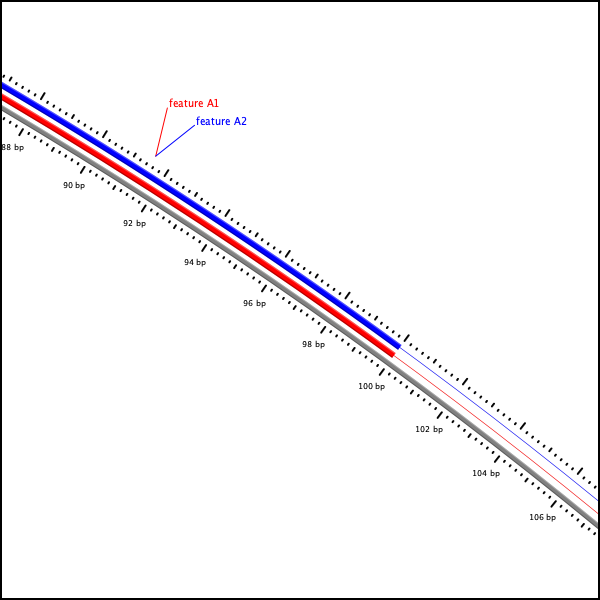 feature A1
feature A2
88 bp
90 bp
92 bp
94 bp
96 bp
98 bp
100 bp
102 bp
104 bp
106 bp